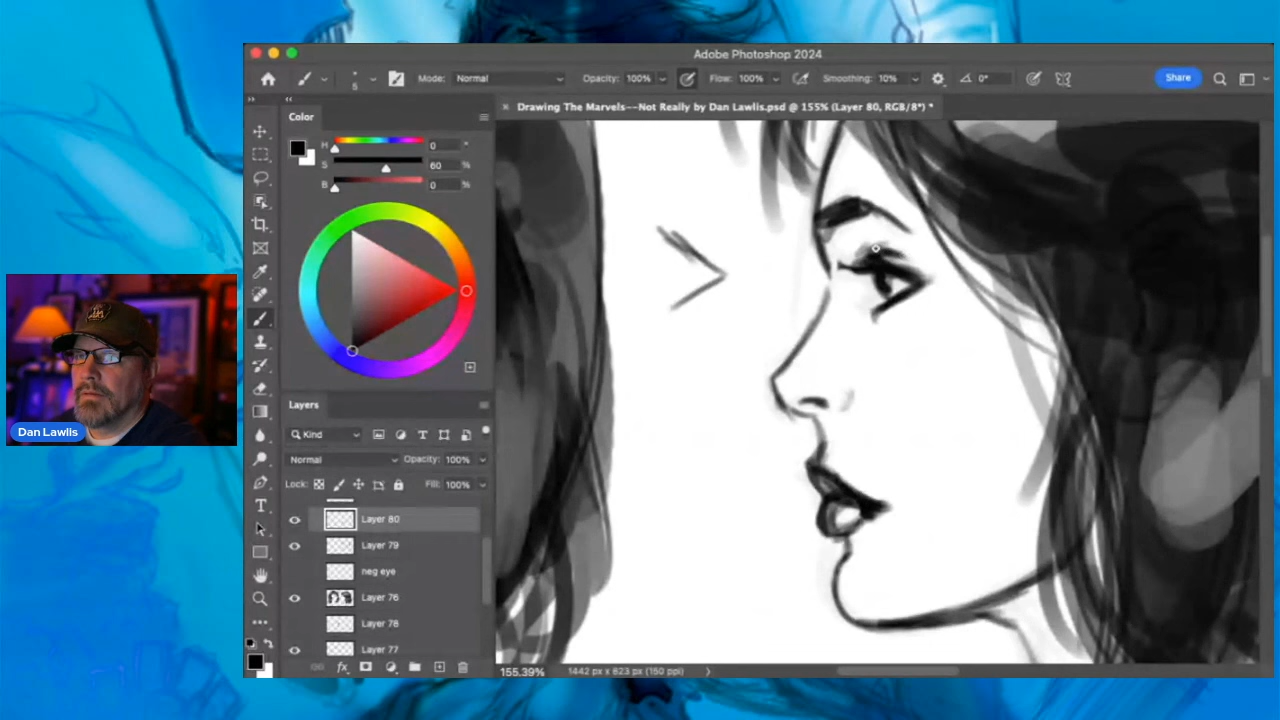 Adobe Photoshop 2024
5 Mode: Normal Opacity: 100% Flow: 100% Smoothing: 10% 0° Share
Color
Drawing The Marvels--Not Really by Dan Lawlis.psd @ 155% (Layer 80, RGB/8*) *
H 0 °
S 60 %
B 0 %
Layers
Kind
Normal Opacity: 100%
Lock: Fill: 100%
Layer 80
Layer 79
neg eye
Layer 76
Layer 78
Layer 77
155.39% 1442 px x 823 px (150 ppi)
Dan Lawlis